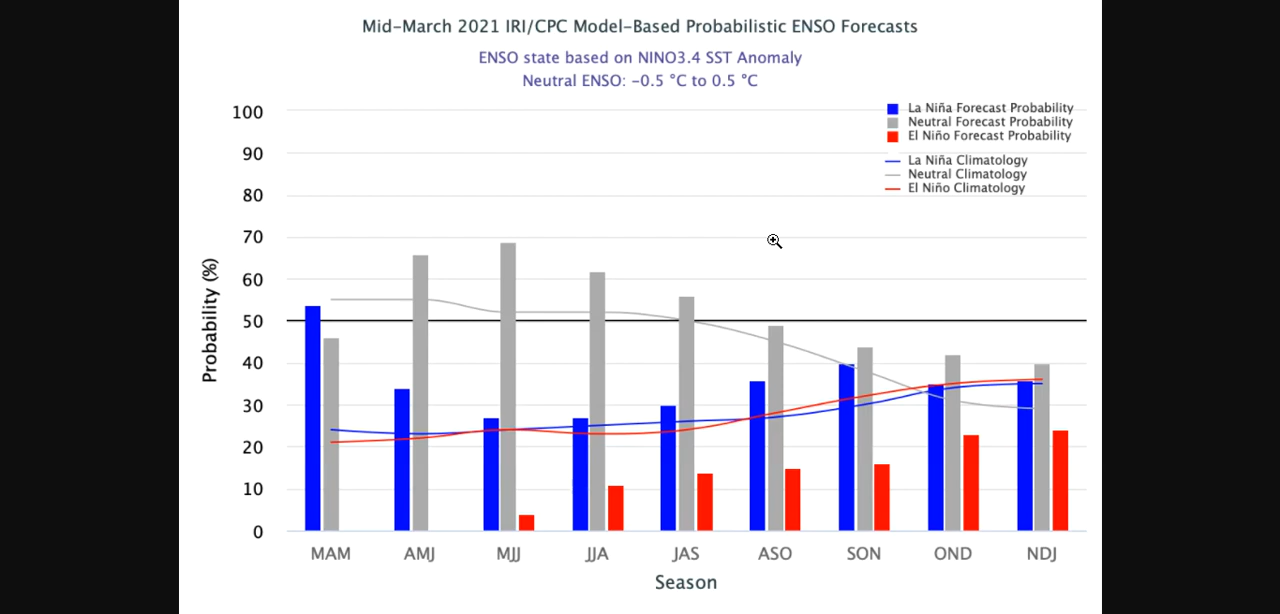 Mid-March 2021 IRI/CPC Model-Based Probabilistic ENSO Forecasts
ENSO state based on NINO3.4 SST Anomaly
Neutral ENSO: -0.5 °C to 0.5 °C
La Niña Forecast Probability
Neutral Forecast Probability
El Niño Forecast Probability
La Niña Climatology
Neutral Climatology
El Niño Climatology
Probability (%)
100
90
80
70
60
50
40
30
20
10
0
MAM AMJ MJJ JJA JAS ASO SON OND NDJ
Season